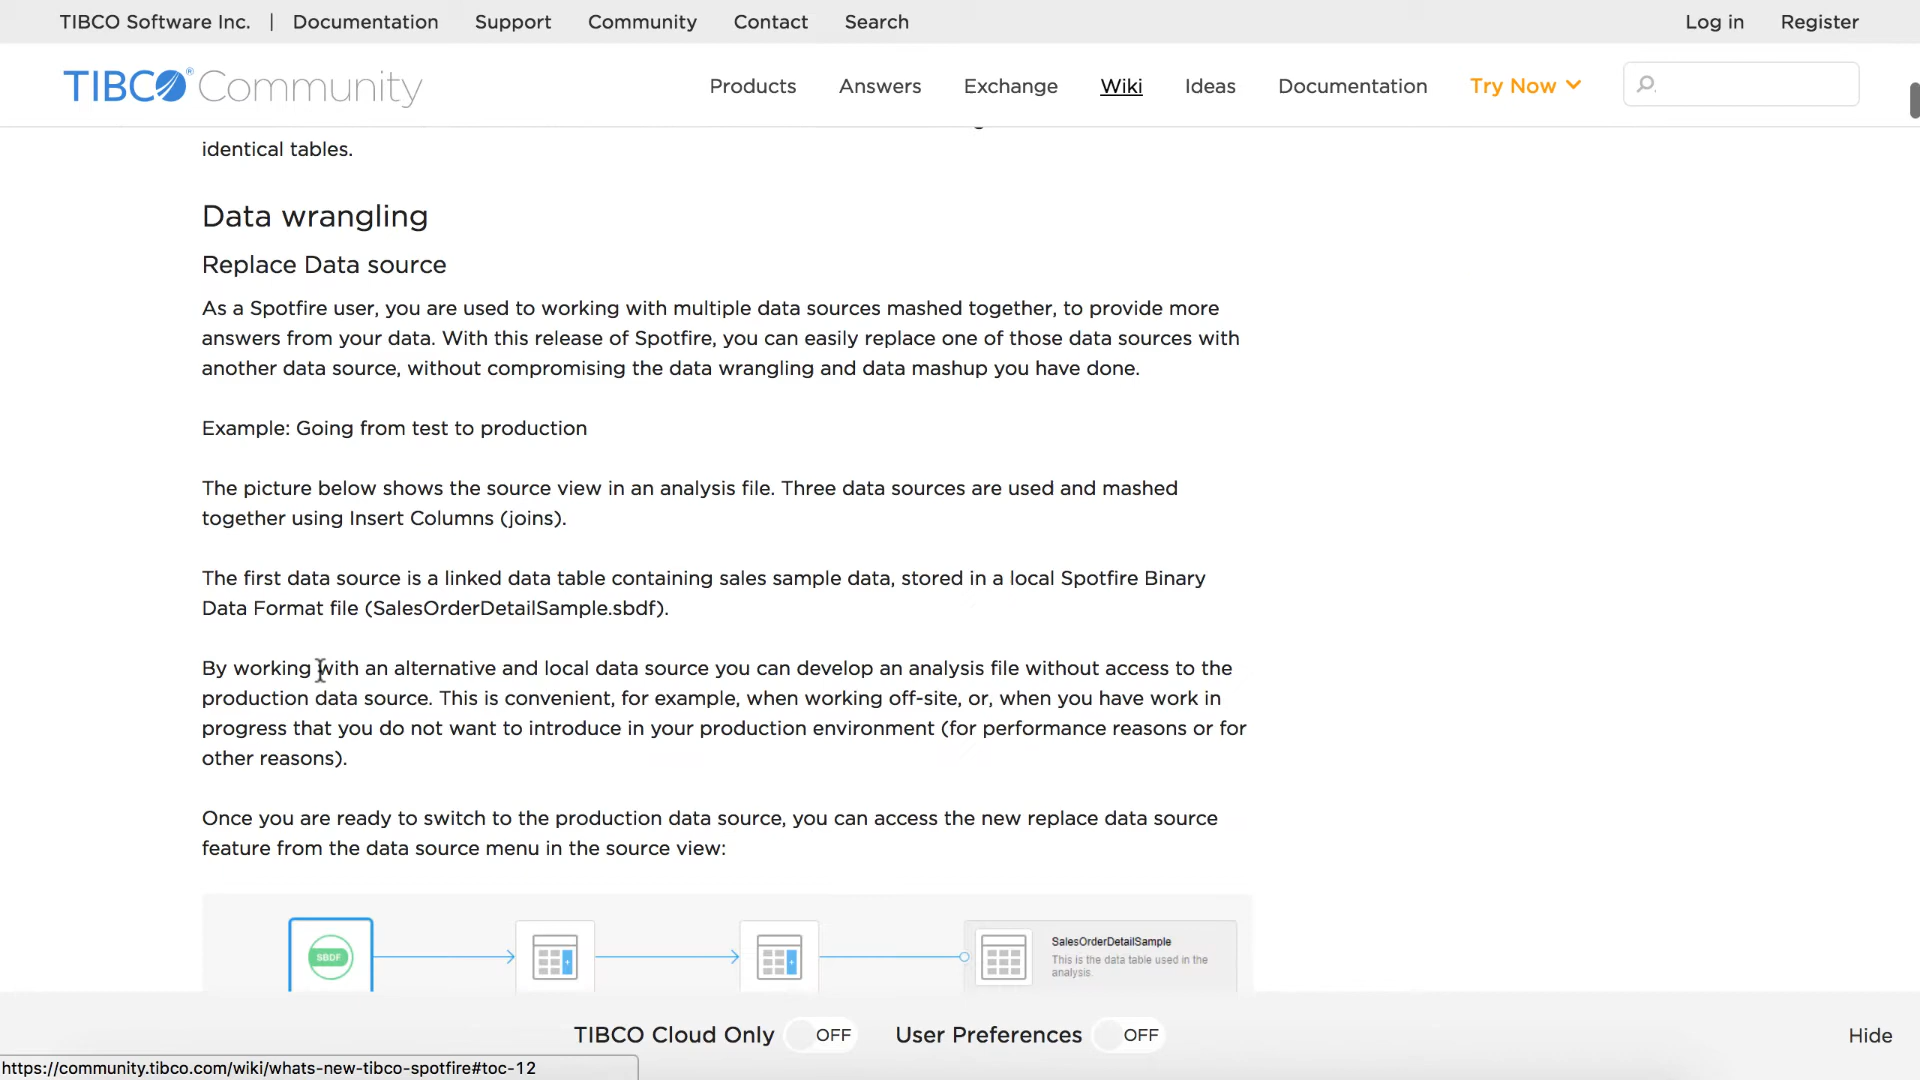 TIBCO Software Inc. | Documentation Support Community Contact Search Log in Register
TIBCO® Community Products Answers Exchange Wiki Ideas Documentation Try Now
identical tables.
Data wrangling
Replace Data source
As a Spotfire user, you are used to working with multiple data sources mashed together, to provide more
answers from your data. With this release of Spotfire, you can easily replace one of those data sources with
another data source, without compromising the data wrangling and data mashup you have done.
Example: Going from test to production
The picture below shows the source view in an analysis file. Three data sources are used and mashed
together using Insert Columns (joins).
The first data source is a linked data table containing sales sample data, stored in a local Spotfire Binary
Data Format file (SalesOrderDetailSample.sbdf).
By working with an alternative and local data source you can develop an analysis file without access to the
production data source. This is convenient, for example, when working off-site, or, when you have work in
progress that you do not want to introduce in your production environment (for performance reasons or for
other reasons).
Once you are ready to switch to the production data source, you can access the new replace data source
feature from the data source menu in the source view:
SBDF
SalesOrderDetailSample
This is the data table used in the
analysis.
TIBCO Cloud Only OFF User Preferences OFF Hide
https://community.tibco.com/wiki/whats-new-tibco-spotfire#toc-12